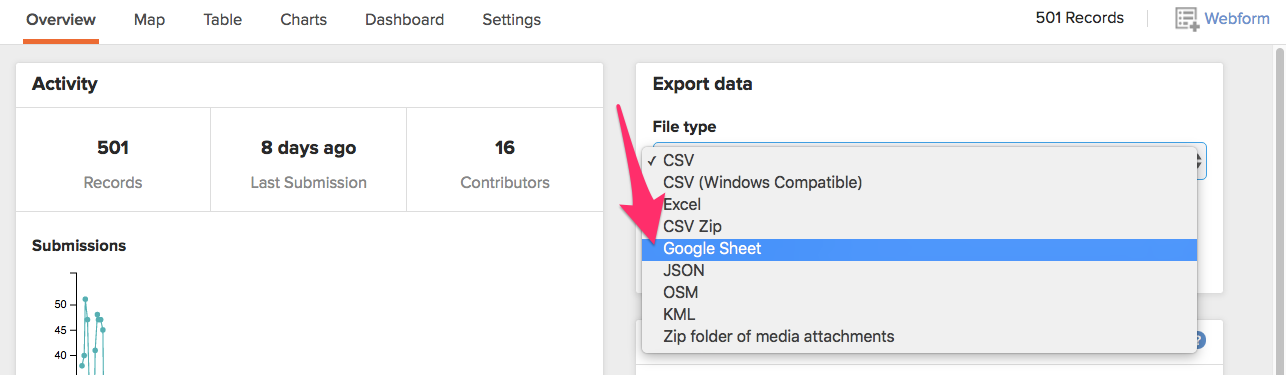 Overview Map Table Charts Dashboard Settings 501 Records Webform
Activity
501 8 days ago 16
Records Last Submission Contributors
Submissions
50
45
40
Export data
File type
✓ CSV
CSV (Windows Compatible)
Excel
CSV Zip
Google Sheet
JSON
OSM
KML
Zip folder of media attachments
?